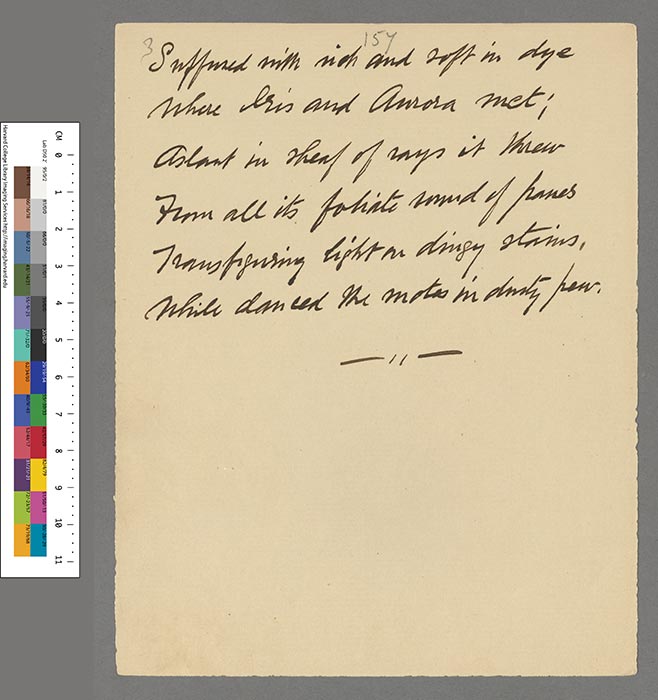 3 157
Suffused with rich and soft in dye
Where Iris and Aurora met;
Aslant in sheaf of rays it threw
From all its foliate round of panes
Transfiguring light on dingy stains,
While danced the motes in dusty pew.
CM 0 1 2 3 4 5 6 7 8 9 10 11
Harvard College Library Imaging Services http://imaging.harvard.edu